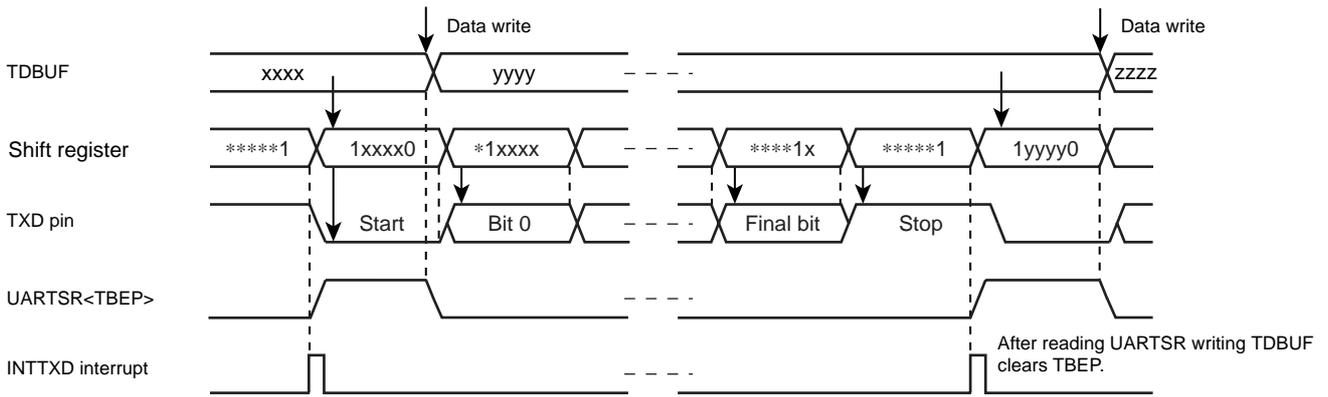 Data write
Data write
TDBUF
xxxx
yyyy
zzzz
Shift register
*****1
1xxxx0
*1xxxx
****1x
*****1
1yyyy0
TXD pin
Start
Bit 0
Final bit
Stop
UARTSR<TBEP>
After reading UARTSR writing TDBUF
clears TBEP.
INTTXD interrupt